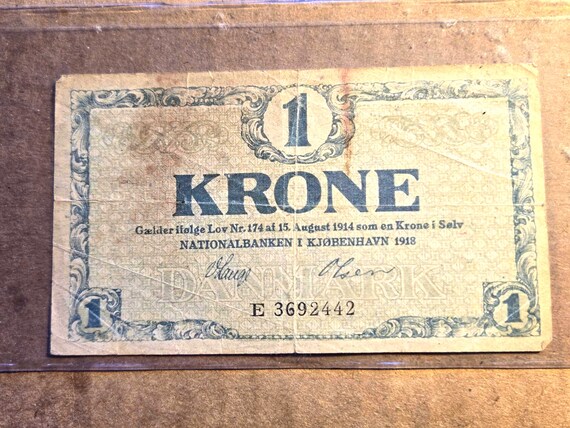 1
KRONE
Gælder ifølge Lov Nr. 174 af 15. August 1914 som en Krone i Sølv
NATIONALBANKEN I KJØBENHAVN 1918
DANMARK
E 3692442
1 1